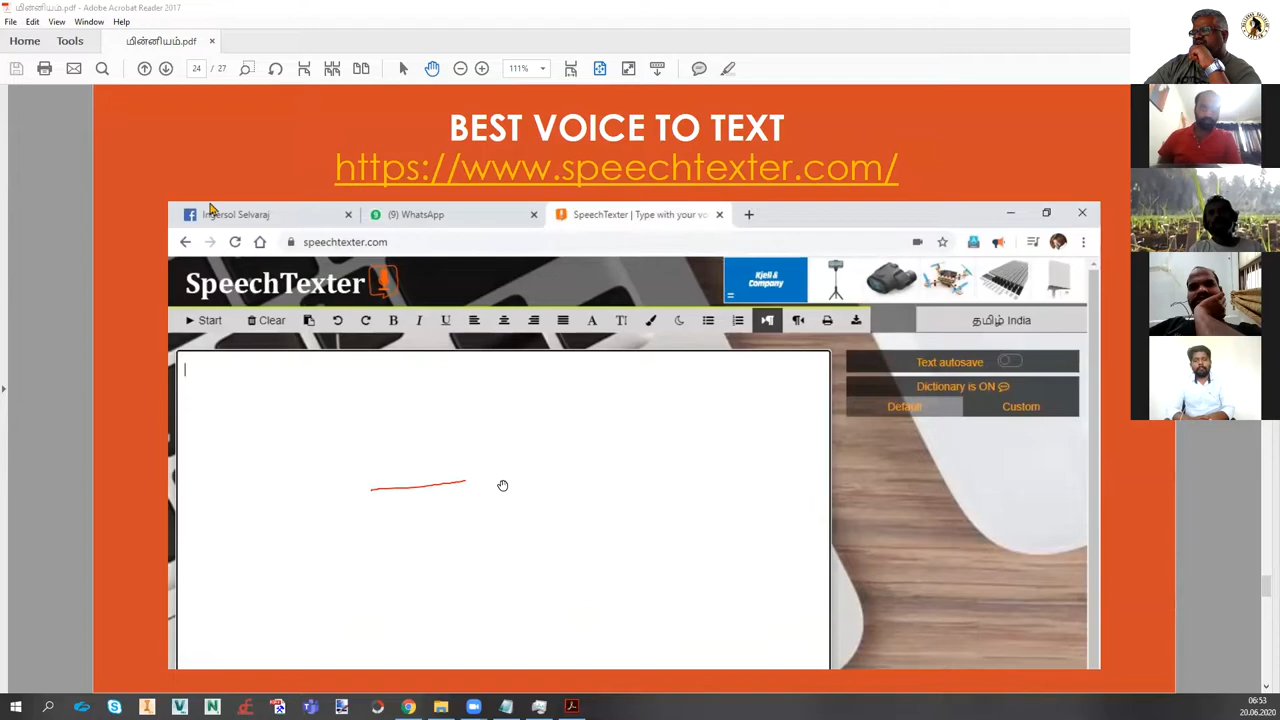 மின்னியம்.pdf - Adobe Acrobat Reader 2017
File Edit View Window Help
Home Tools மின்னியம்.pdf ×
24 / 27 111%
BEST VOICE TO TEXT
https://www.speechtexter.com/
Ingersol Selvaraj (9) WhatsApp SpeechTexter | Type with your vo
speechtexter.com
SpeechTexter
Kjell &
Company
Start Clear B I U A தமிழ் India
Text autosave
Dictionary is ON
Default Custom
06:53
20.06.2020